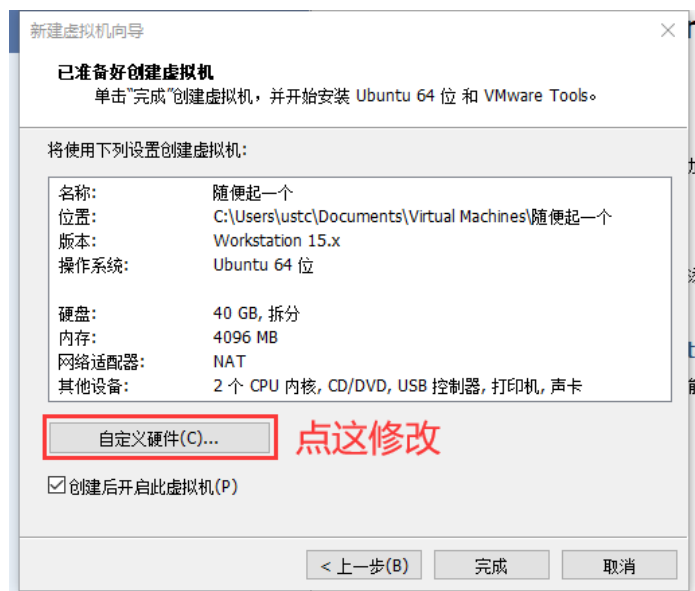 新建虚拟机向导
已准备好创建虚拟机
单击"完成"创建虚拟机，并开始安装 Ubuntu 64 位 和 VMware Tools。
将使用下列设置创建虚拟机:
名称: 随便起一个
位置: C:\Users\ustc\Documents\Virtual Machines\随便起一个
版本: Workstation 15.x
操作系统: Ubuntu 64 位
硬盘: 40 GB, 拆分
内存: 4096 MB
网络适配器: NAT
其他设备: 2 个 CPU 内核, CD/DVD, USB 控制器, 打印机, 声卡
自定义硬件(C)... 点这修改
创建后开启此虚拟机(P)
< 上一步(B) 完成 取消